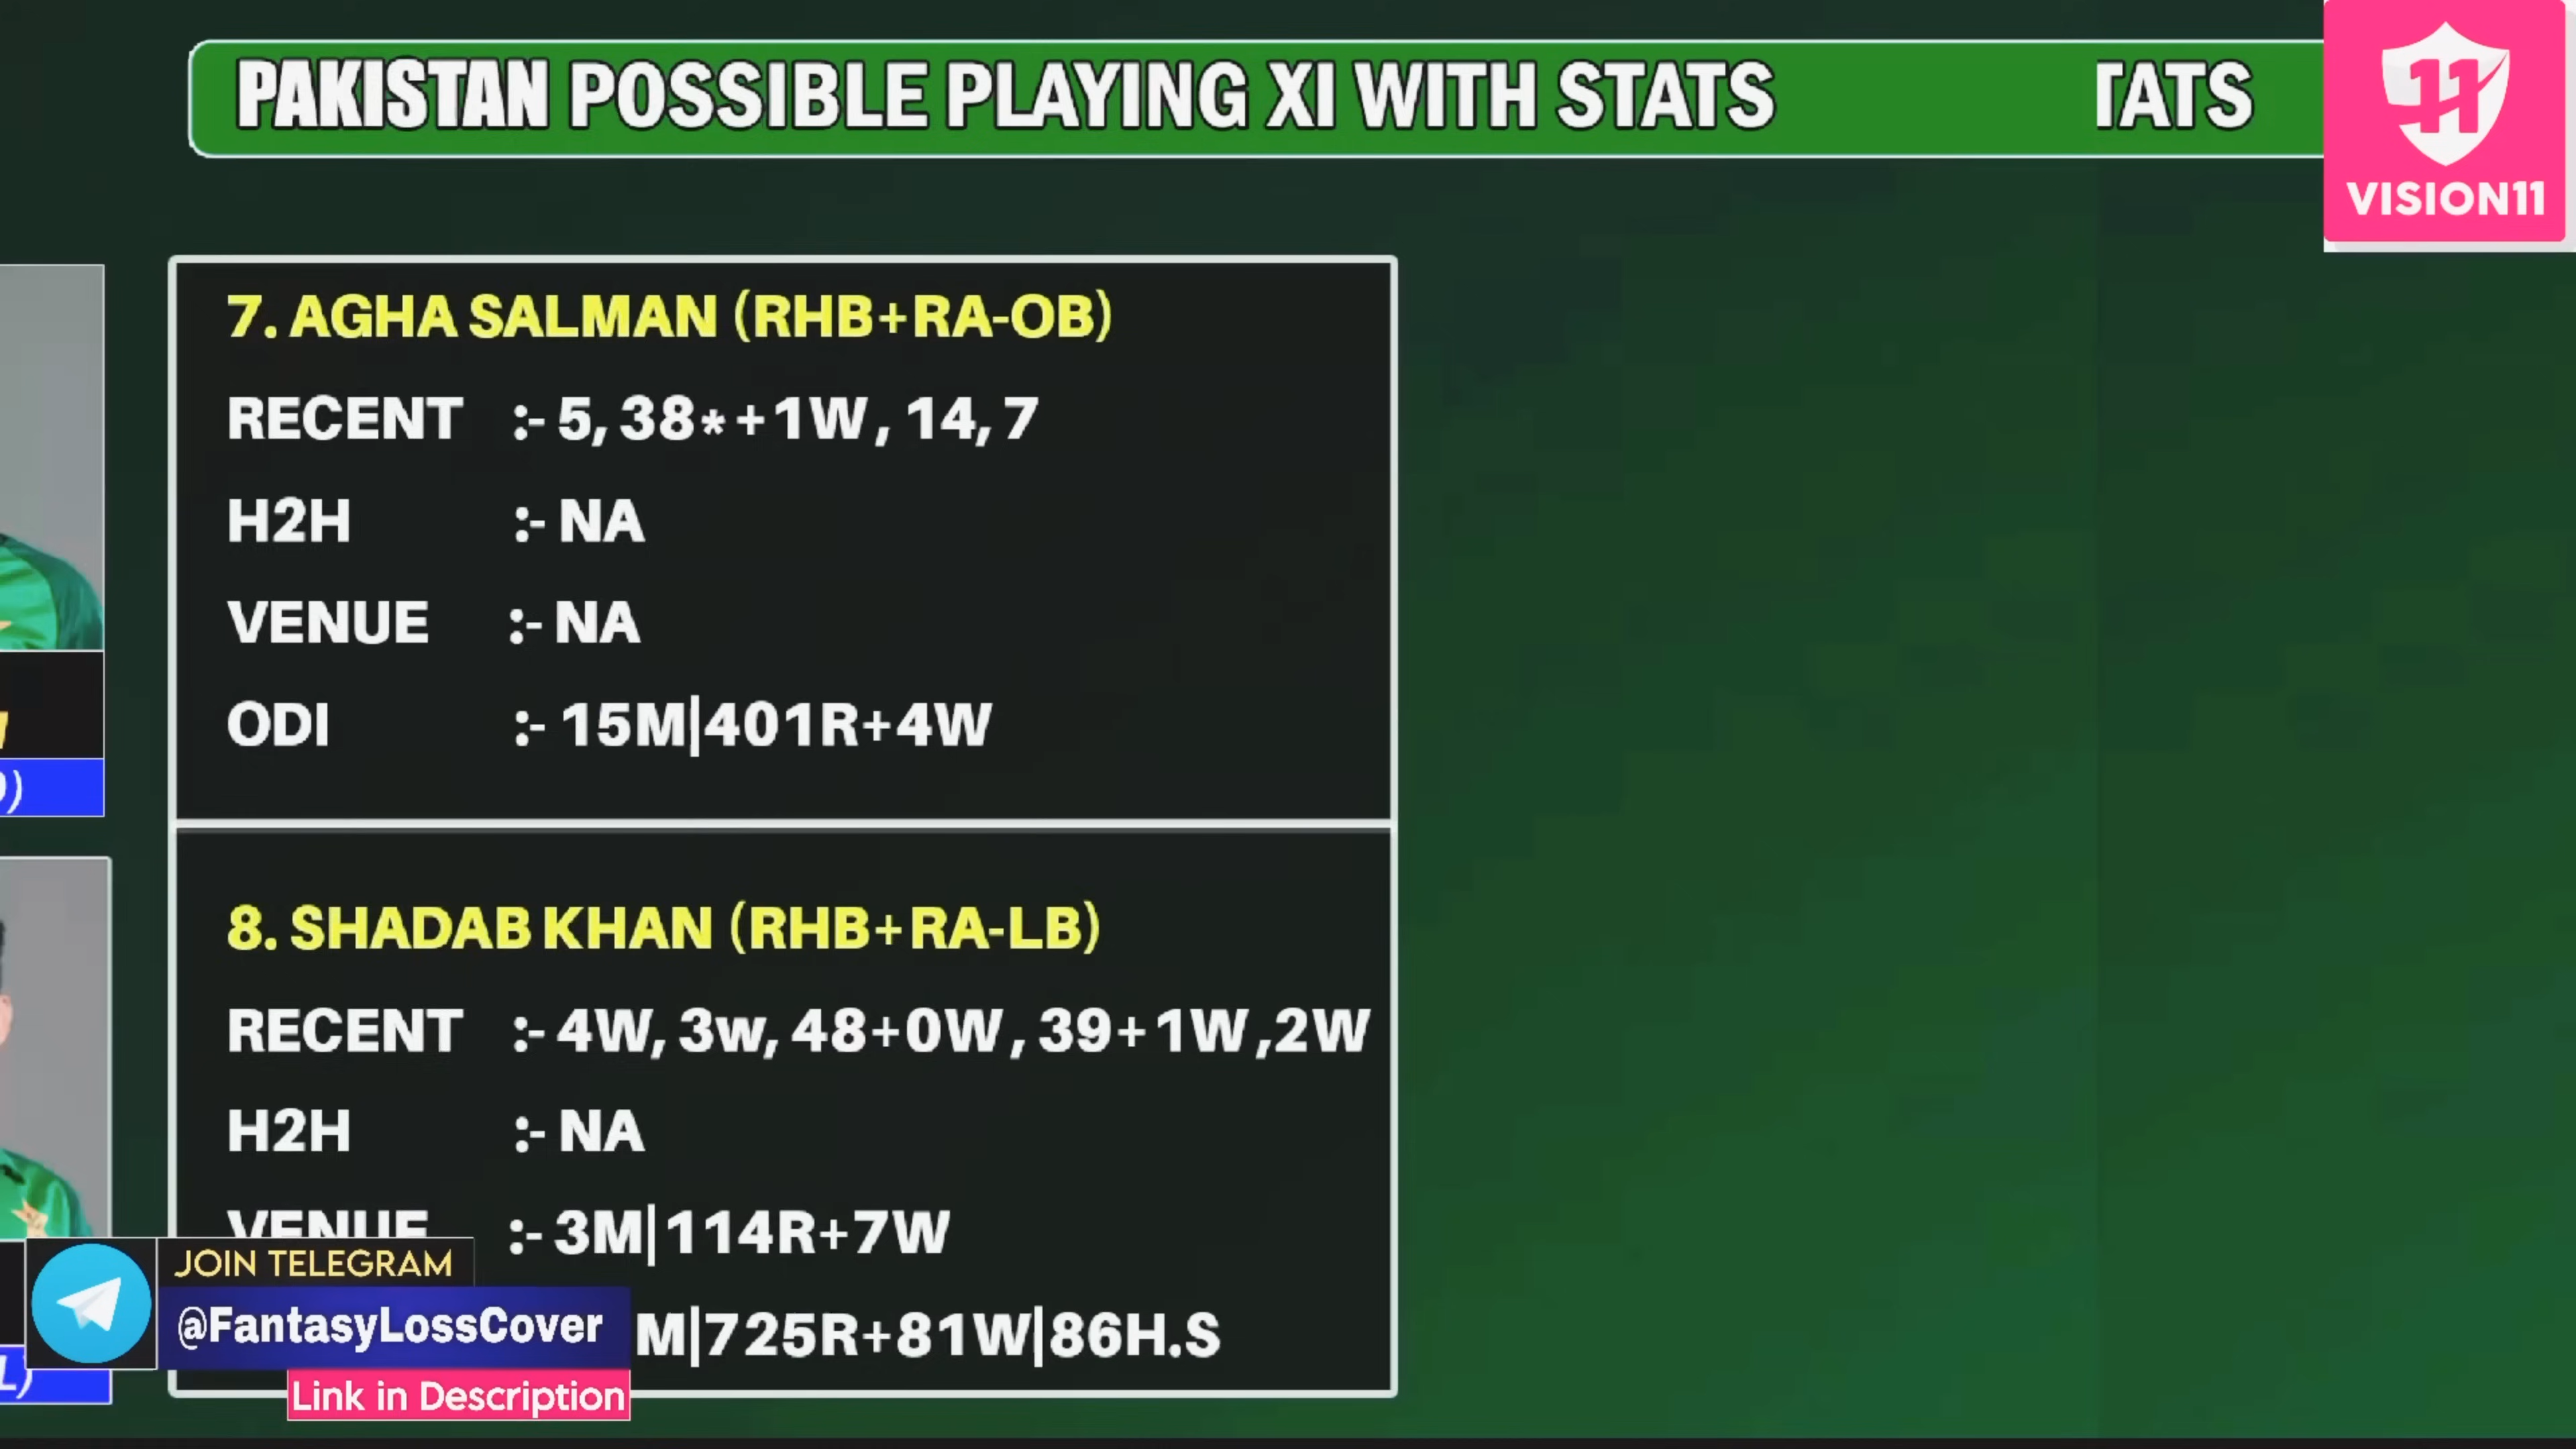 PAKISTAN POSSIBLE PLAYING XI WITH STATS
TATS
11
VISION11
7. AGHA SALMAN (RHB+RA-OB)
RECENT :- 5, 38*+1W, 14, 7
H2H :- NA
VENUE :- NA
ODI :- 15M|401R+4W
8. SHADAB KHAN (RHB+RA-LB)
RECENT :- 4W, 3w, 48+0W, 39+1W,2W
H2H :- NA
VENUE :- 3M|114R+7W
M|725R+81W|86H.S
JOIN TELEGRAM
@FantasyLossCover
Link in Description